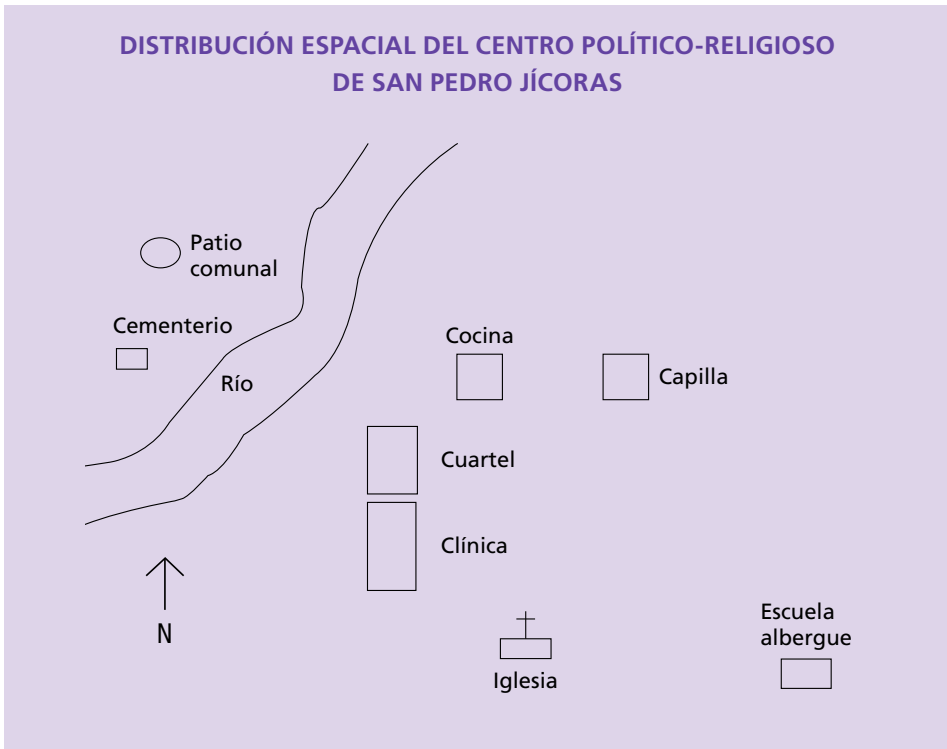 DISTRIBUCIÓN ESPACIAL DEL CENTRO POLÍTICO-RELIGIOSO
DE SAN PEDRO JÍCORAS
Patio
comunal
Cementerio
Río
Cocina
Capilla
Cuartel
Clínica
N
Iglesia
Escuela
albergue